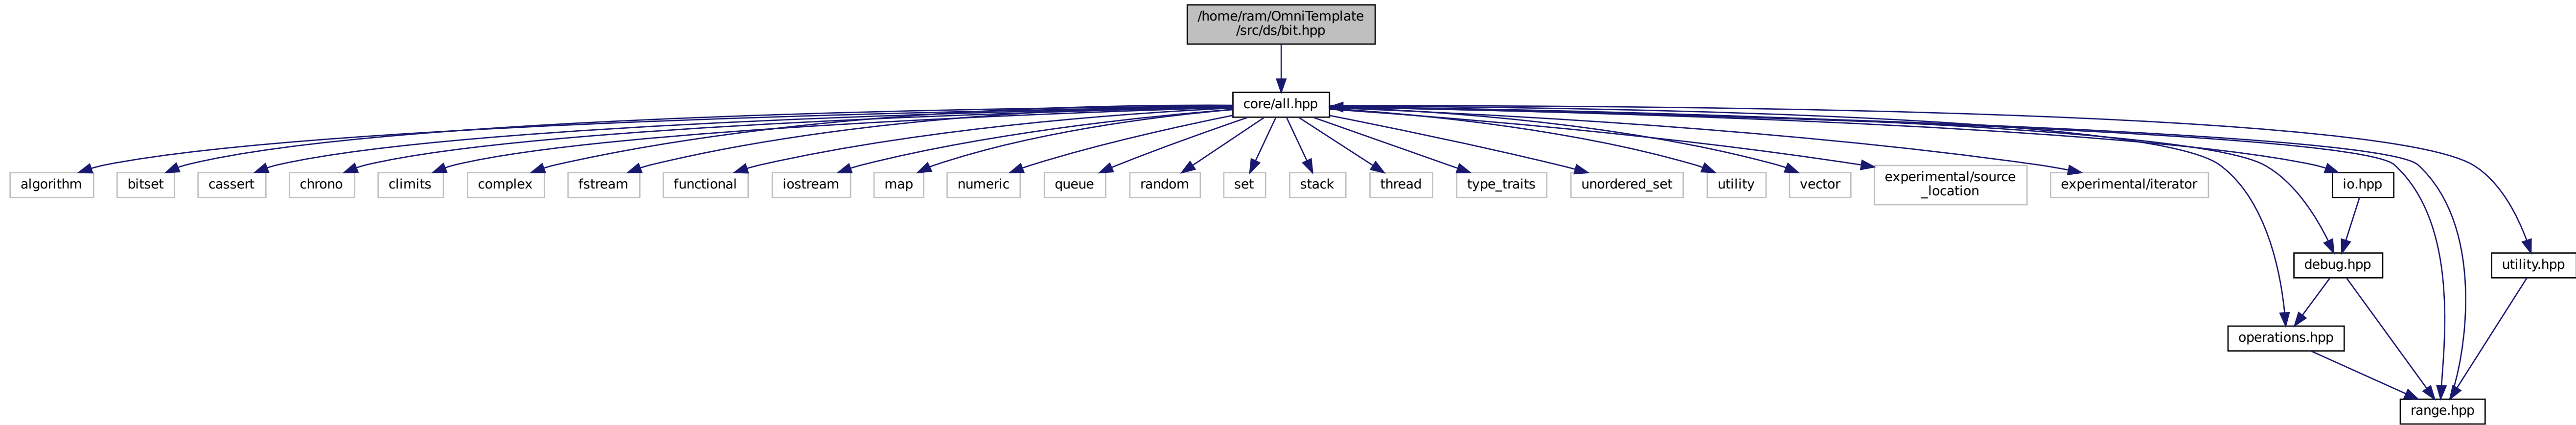 /home/ram/OmniTemplate
/src/ds/bit.hpp
core/all.hpp
algorithm
bitset
cassert
chrono
climits
complex
fstream
functional
iostream
map
numeric
queue
random
set
stack
thread
type_traits
unordered_set
utility
vector
experimental/source
_location
experimental/iterator
io.hpp
debug.hpp
utility.hpp
operations.hpp
range.hpp